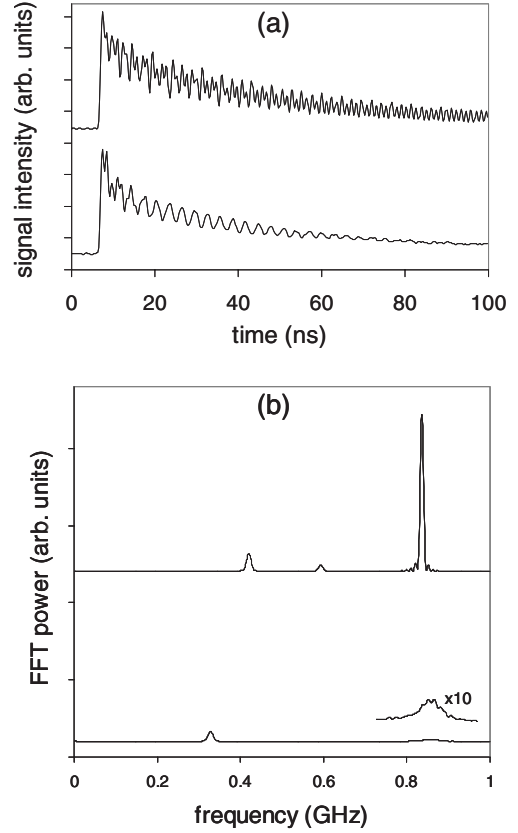 (a)
signal intensity (arb. units)
0 20 40 60 80 100
time (ns)
(b)
FFT power (arb. units)
x10
0 0.2 0.4 0.6 0.8 1
frequency (GHz)